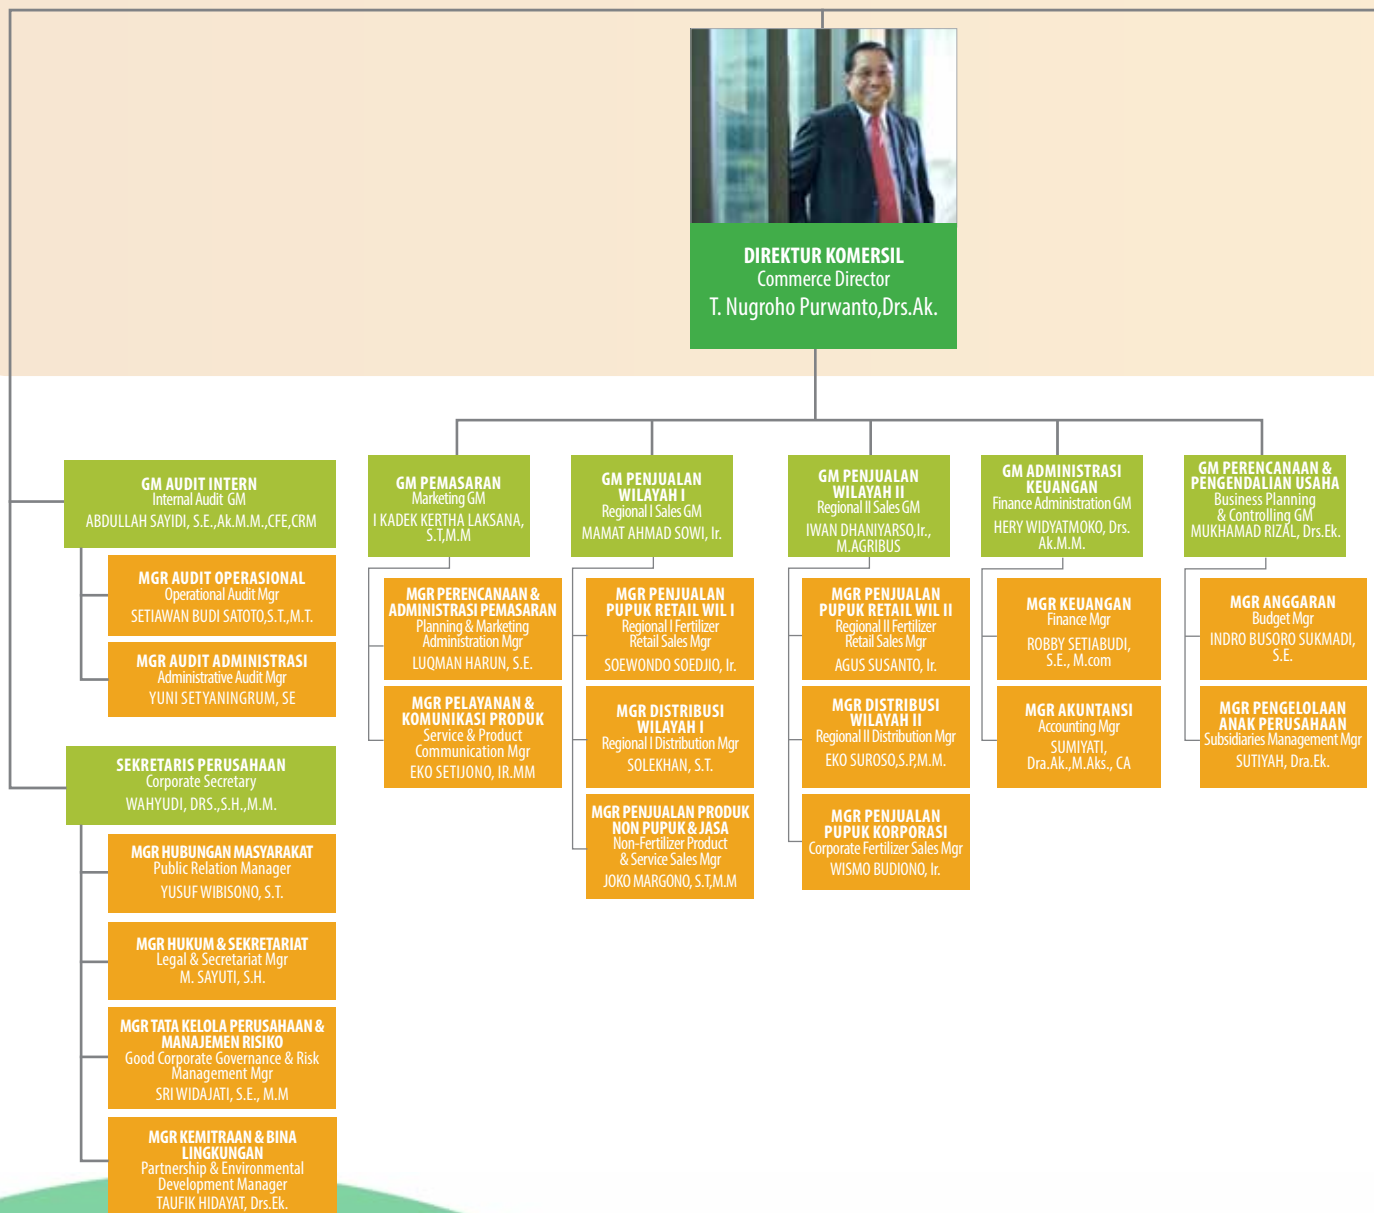 DIREKTUR KOMERSIL
Commerce Director
T. Nugroho Purwanto,Drs.Ak.
GM AUDIT INTERN
Internal Audit GM
ABDULLAH SAYIDI, S.E.,Ak.M.M.,CFE,CRM
MGR AUDIT OPERASIONAL
Operational Audit Mgr
SETIAWAN BUDI SATOTO,S.T.,M.T.
MGR AUDIT ADMINISTRASI
Administrative Audit Mgr
YUNI SETYANINGRUM, SE
SEKRETARIS PERUSAHAAN
Corporate Secretary
WAHYUDI, DRS.,S.H.,M.M.
MGR HUBUNGAN MASYARAKAT
Public Relation Manager
YUSUF WIBISONO, S.T.
MGR HUKUM & SEKRETARIAT
Legal & Secretariat Mgr
M. SAYUTI, S.H.
MGR TATA KELOLA PERUSAHAAN &
MANAJEMEN RISIKO
Good Corporate Governance & Risk
Management Mgr
SRI WIDAJATI, S.E., M.M
MGR KEMITRAAN & BINA
LINGKUNGAN
Partnership & Environmental
Development Manager
TAUFIK HIDAYAT, Drs.Ek.
GM PEMASARAN
Marketing GM
I KADEK KERTHA LAKSANA,
S.T,M.M
MGR PERENCANAAN &
ADMINISTRASI PEMASARAN
Planning & Marketing
Administration Mgr
LUQMAN HARUN, S.E.
MGR PELAYANAN &
KOMUNIKASI PRODUK
Service & Product
Communication Mgr
EKO SETIJONO, IR.MM
GM PENJUALAN
WILAYAH I
Regional I Sales GM
MAMAT AHMAD SOWI, Ir.
MGR PENJUALAN
PUPUK RETAIL WIL I
Regional I Fertilizer
Retail Sales Mgr
SOEWONDO SOEDJIO, Ir.
MGR DISTRIBUSI
WILAYAH I
Regional I Distribution Mgr
SOLEKHAN, S.T.
MGR PENJUALAN PRODUK
NON PUPUK & JASA
Non-Fertilizer Product
& Service Sales Mgr
JOKO MARGONO, S.T,M.M
GM PENJUALAN
WILAYAH II
Regional II Sales GM
IWAN DHANIYARSO,Ir.,
M.AGRIBUS
MGR PENJUALAN
PUPUK RETAIL WIL II
Regional II Fertilizer
Retail Sales Mgr
AGUS SUSANTO, Ir.
MGR DISTRIBUSI
WILAYAH II
Regional II Distribution Mgr
EKO SUROSO,S.P,M.M.
MGR PENJUALAN
PUPUK KORPORASI
Corporate Fertilizer Sales Mgr
WISMO BUDIONO, Ir.
GM ADMINISTRASI
KEUANGAN
Finance Administration GM
HERY WIDYATMOKO, Drs.
Ak.M.M.
MGR KEUANGAN
Finance Mgr
ROBBY SETIABUDI,
S.E., M.com
MGR AKUNTANSI
Accounting Mgr
SUMIYATI,
Dra.Ak.,M.Aks., CA
GM PERENCANAAN &
PENGENDALIAN USAHA
Business Planning
& Controlling GM
MUKHAMAD RIZAL, Drs.Ek.
MGR ANGGARAN
Budget Mgr
INDRO BUSORO SUKMADI,
S.E.
MGR PENGELOLAAN
ANAK PERUSAHAAN
Subsidiaries Management Mgr
SUTIYAH, Dra.Ek.